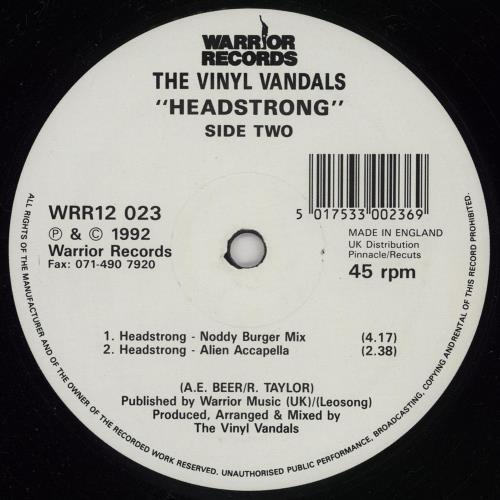 WARRIOR
RECORDS
THE VINYL VANDALS
"HEADSTRONG"
SIDE TWO
WRR12 023
Ⓟ & © 1992
Warrior Records
Fax: 071-490 7920
5 017533 002369
MADE IN ENGLAND
UK Distribution
Pinnacle/Recuts
45 rpm
1. Headstrong - Noddy Burger Mix (4.17)
2. Headstrong - Alien Accapella (2.38)
(A.E. BEER/R. TAYLOR)
Published by Warrior Music (UK)/(Leosong)
Produced, Arranged & Mixed by
The Vinyl Vandals
ALL RIGHTS OF THE MANUFACTURER AND OF THE OWNER OF THE RECORDED WORK RESERVED. UNAUTHORISED PUBLIC PERFORMANCE, BROADCASTING, COPYING AND RENTAL OF THIS RECORD PROHIBITED.